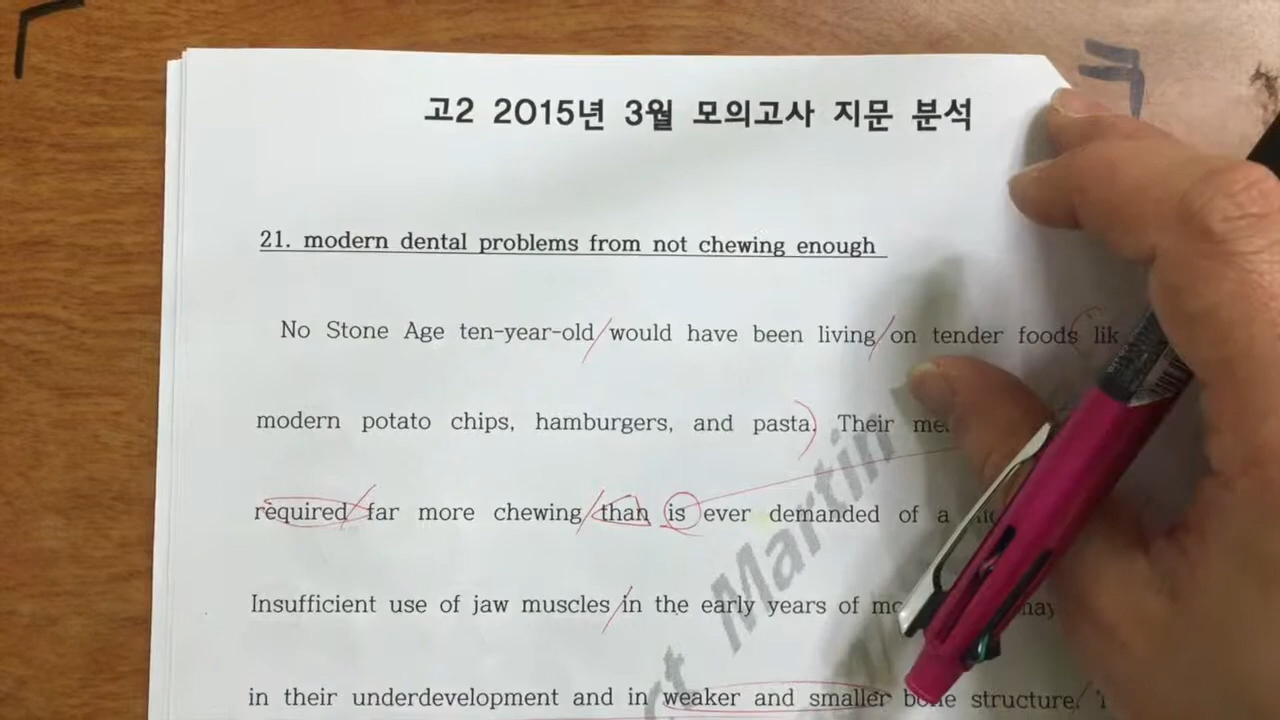 고2 2015년 3월 모의고사 지문 분석
21. modern dental problems from not chewing enough
No Stone Age ten-year-old would have been living on tender foods
modern potato chips, hamburgers, and pasta. Their
required far more chewing than is ever demanded of a
Insufficient use of jaw muscles in the early years of
in their underdevelopment and in weaker and smaller bone structure.
Martin